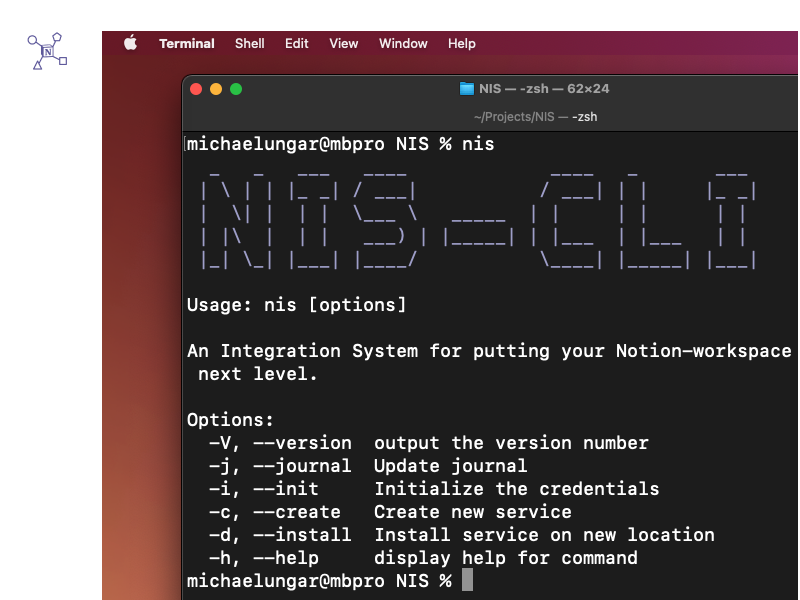 N
Terminal Shell Edit View Window Help
NIS — -zsh — 62×24
~/Projects/NIS — -zsh
michaelungar@mbpro NIS % nis
NIS-CLI
Usage: nis [options]
An Integration System for putting your Notion-workspace
next level.
Options:
-V, --version output the version number
-j, --journal Update journal
-i, --init Initialize the credentials
-c, --create Create new service
-d, --install Install service on new location
-h, --help display help for command
michaelungar@mbpro NIS %